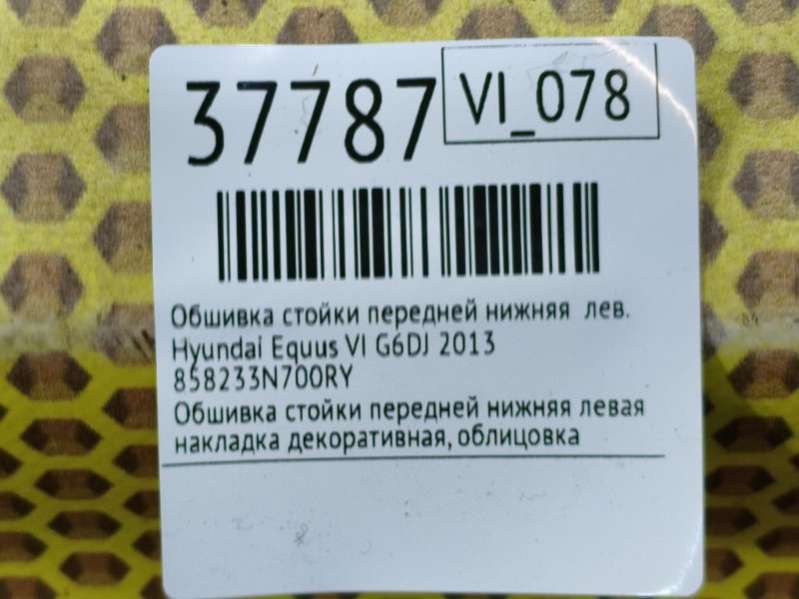 37787 VI_078
Обшивка стойки передней нижняя лев.
Hyundai Equus VI G6DJ 2013
858233N700RY
Обшивка стойки передней нижняя левая
накладка декоративная, облицовка